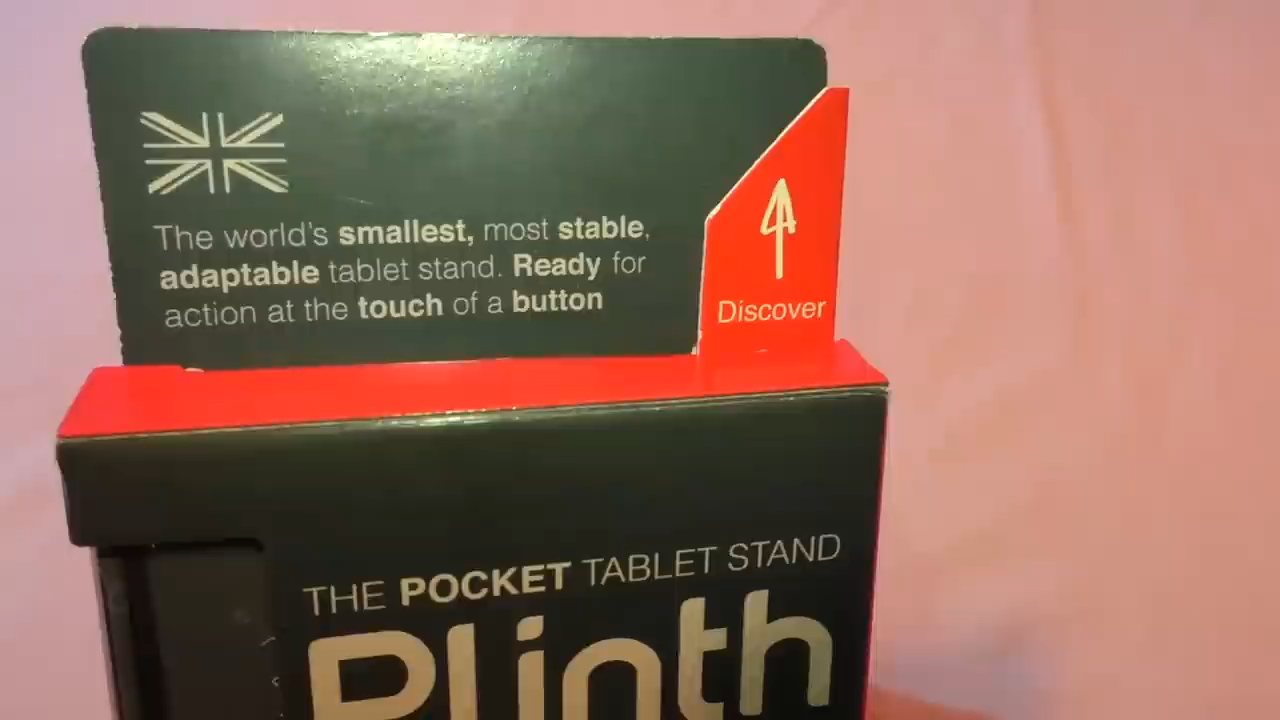 The world's smallest, most stable,
adaptable tablet stand. Ready for
action at the touch of a button
Discover
THE POCKET TABLET STAND
Plinth